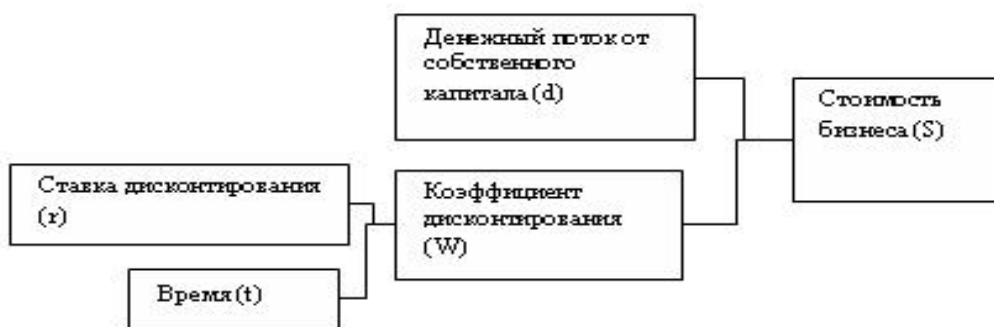 Денежный поток от
собственного
капитала (d)
Стоимость
бизнеса (S)
Ставка дисконтирования
(r)
Коэффициент
дисконтирования
(W)
Время (t)